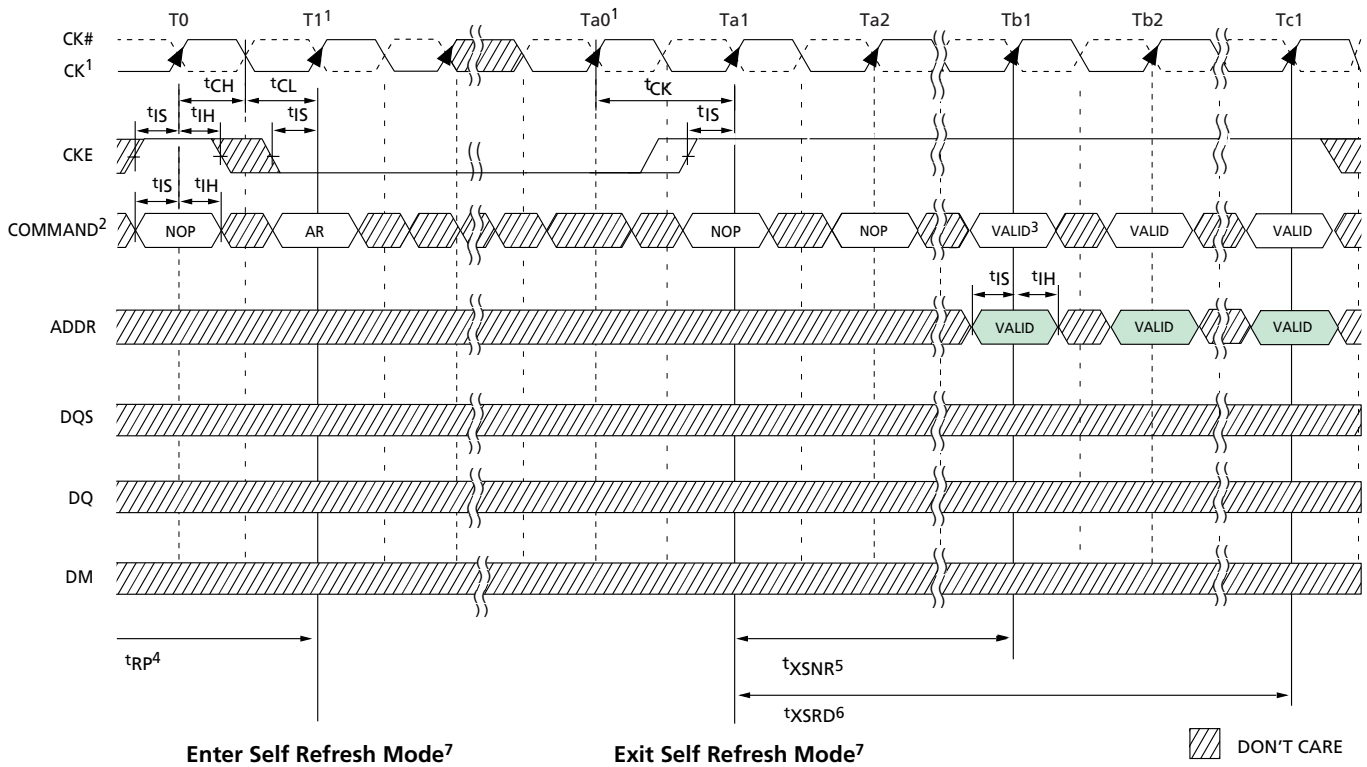 T0 T1¹ Ta0¹ Ta1 Ta2 Tb1 Tb2 Tc1
CK#
CK¹
tCH tCL tCK
tIS tIH tIS tIS
CKE
tIS tIH
COMMAND² NOP AR NOP NOP VALID³ VALID VALID
tIS tIH
ADDR VALID VALID VALID
DQS
DQ
DM
tRP⁴ tXSNR⁵
tXSRD⁶
Enter Self Refresh Mode⁷ Exit Self Refresh Mode⁷ DON'T CARE